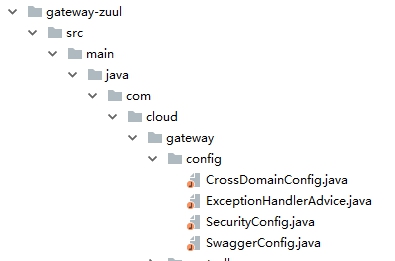 gateway-zuul
src
main
java
com
cloud
gateway
config
CrossDomainConfig.java
ExceptionHandlerAdvice.java
SecurityConfig.java
SwaggerConfig.java